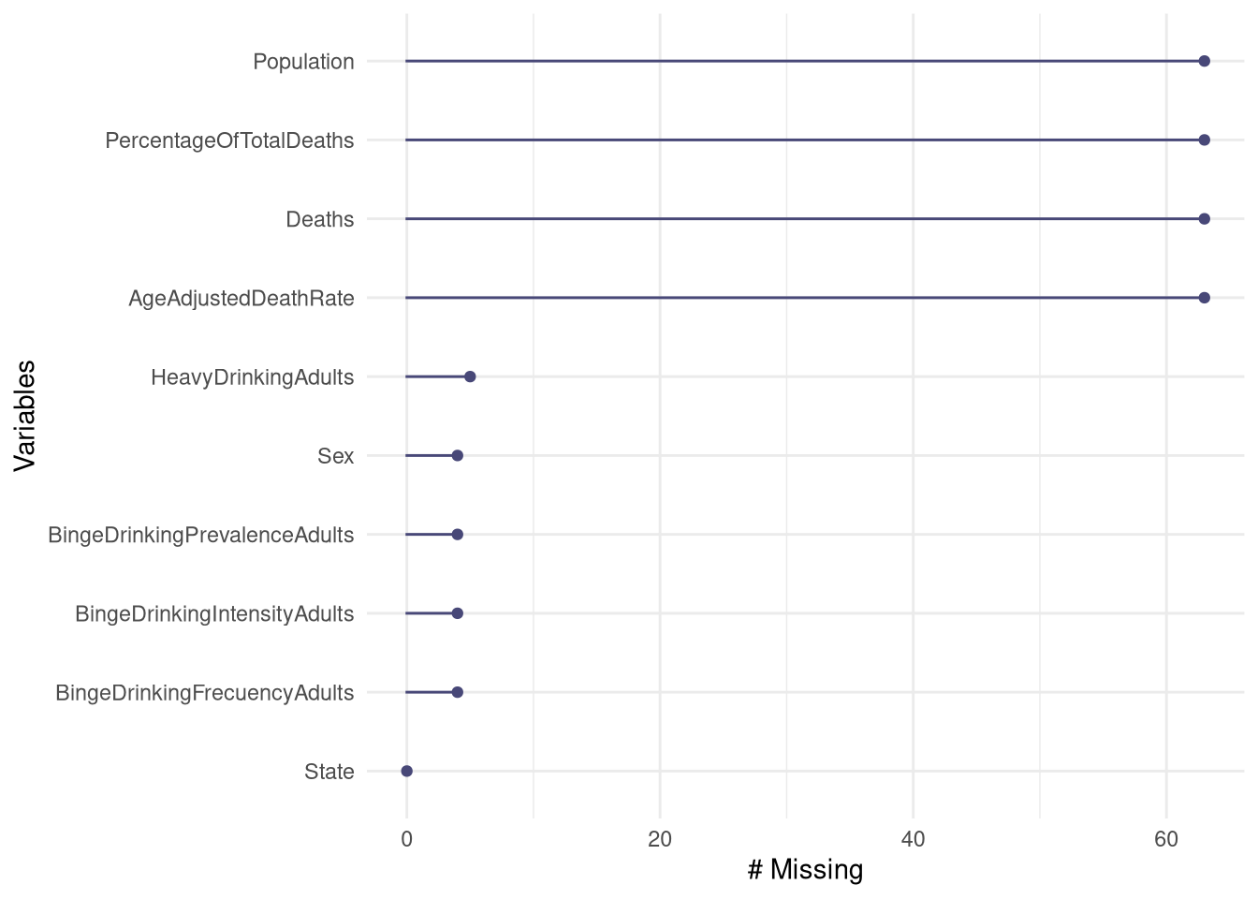 Variables
Population
PercentageOfTotalDeaths
Deaths
AgeAdjustedDeathRate
HeavyDrinkingAdults
Sex
BingeDrinkingPrevalenceAdults
BingeDrinkingIntensityAdults
BingeDrinkingFrecuencyAdults
State
0 20 40 60
# Missing